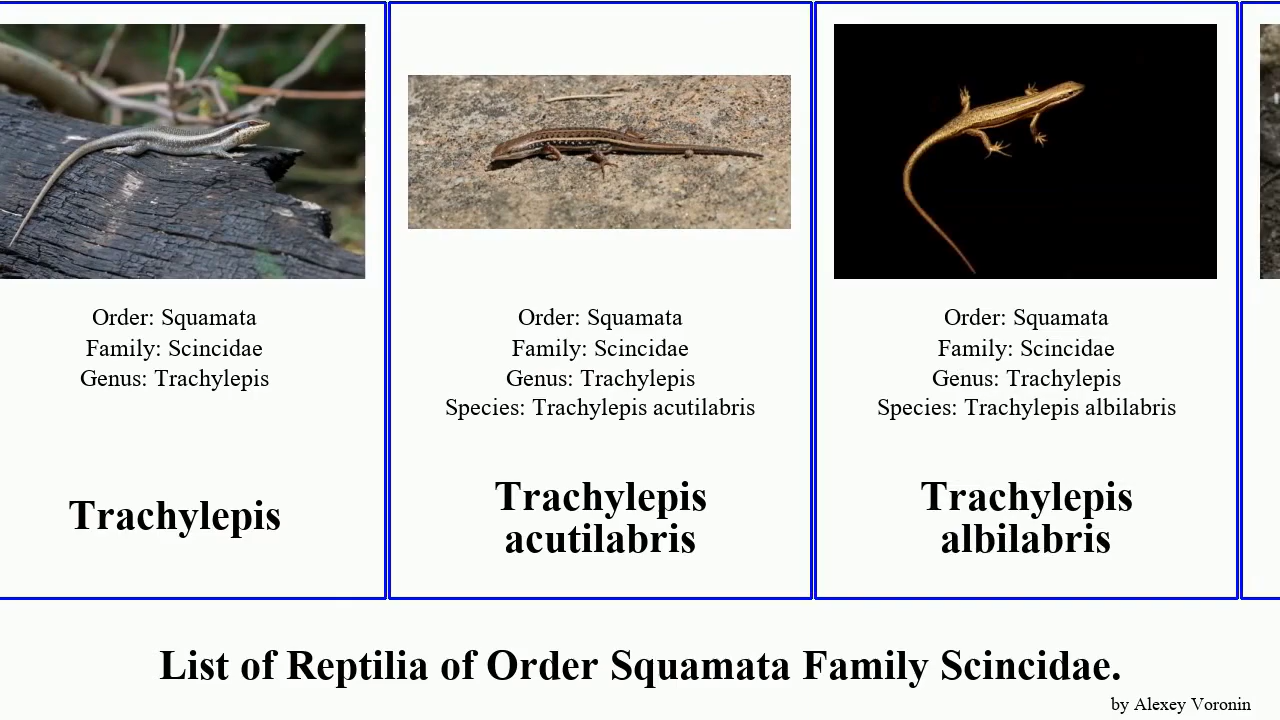 Order: Squamata
Family: Scincidae
Genus: Trachylepis
Trachylepis
Order: Squamata
Family: Scincidae
Genus: Trachylepis
Species: Trachylepis acutilabris
Trachylepis
acutilabris
Order: Squamata
Family: Scincidae
Genus: Trachylepis
Species: Trachylepis albilabris
Trachylepis
albilabris
List of Reptilia of Order Squamata Family Scincidae.
by Alexey Voronin